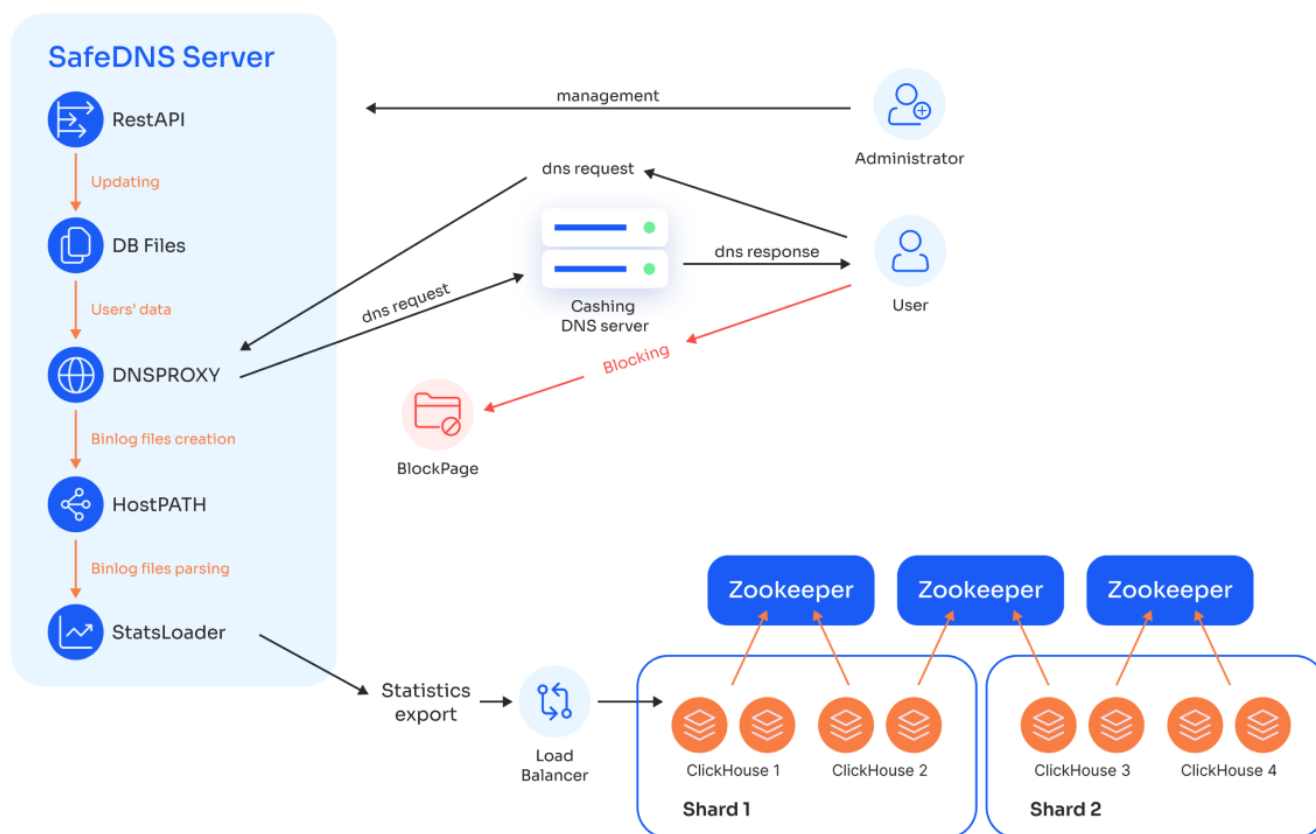 SafeDNS Server
RestAPI
Updating
DB Files
Users' data
DNSPROXY
Binlog files creation
HostPATH
Binlog files parsing
StatsLoader
management
Administrator
dns request
dns request
Cashing
DNS server
dns response
User
Blocking
BlockPage
Statistics
export
Load
Balancer
Zookeeper
Zookeeper
Zookeeper
ClickHouse 1
ClickHouse 2
Shard 1
ClickHouse 3
ClickHouse 4
Shard 2